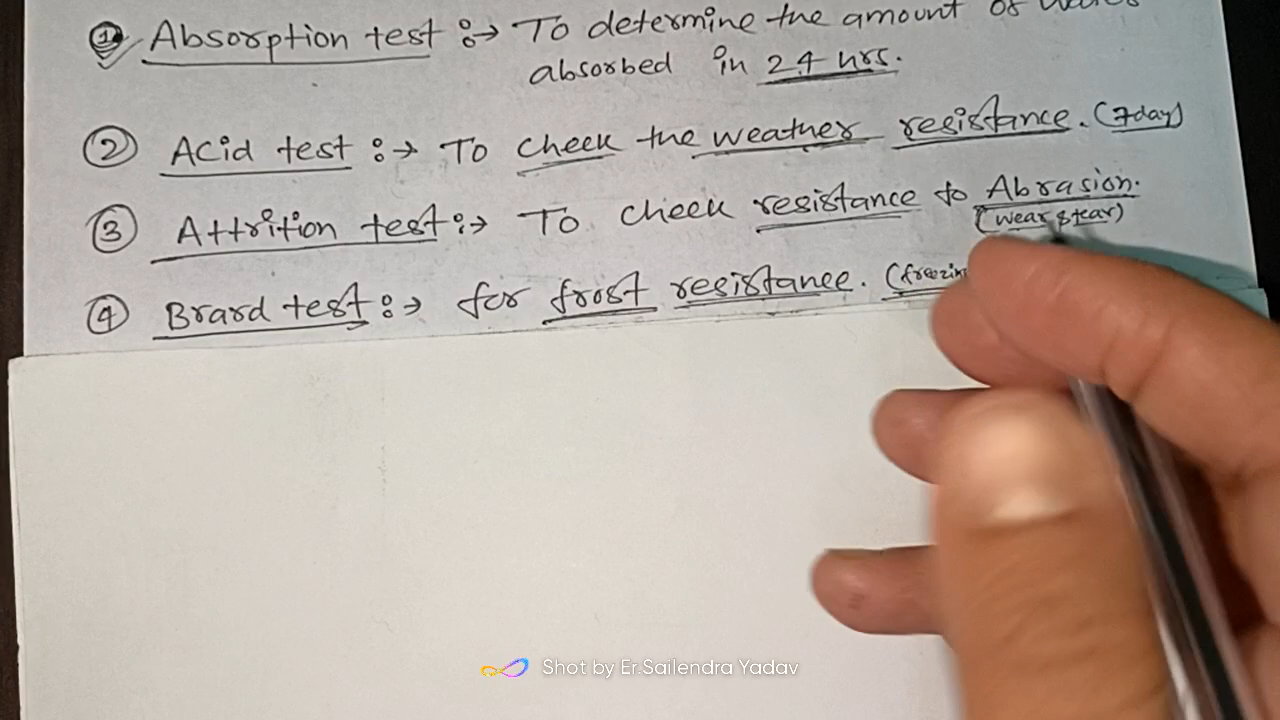 ① Absorption test :→ To determine the amount of
absorbed in 24 hrs.
② Acid test :→ To check the weather resistance. (7day)
③ Attrition test :→ To check resistance to Abrasion.
(wear & tear)
④ Brard test :→ for frost resistance.
Shot by Er.Sailendra Yadav